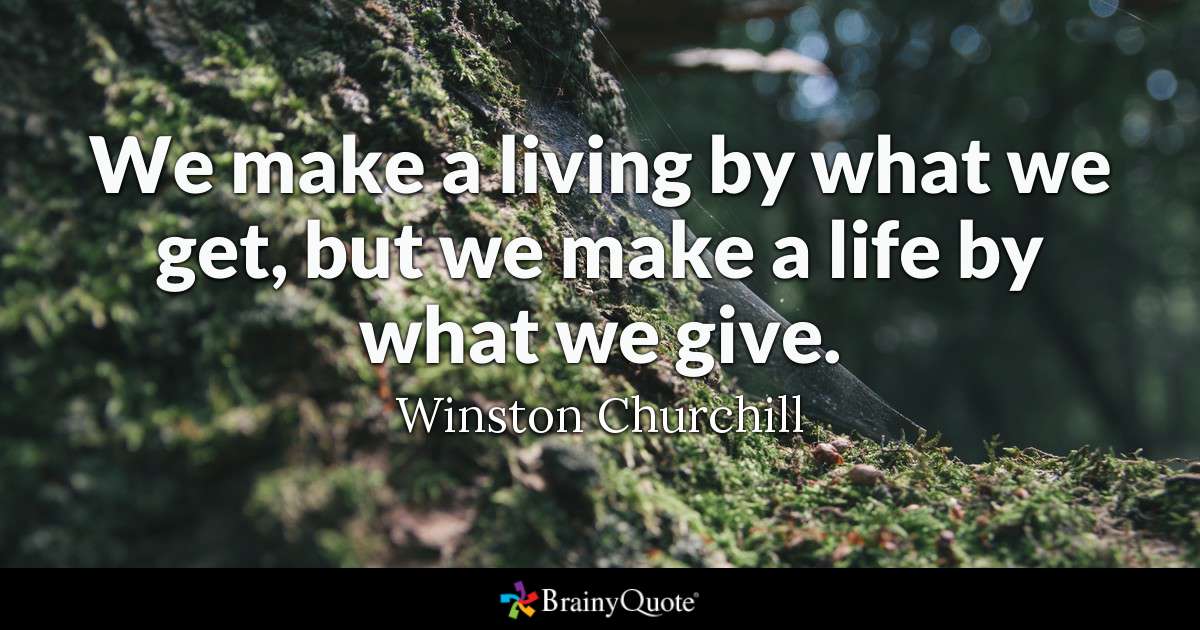 We make a living by what we
get, but we make a life by
what we give.
Winston Churchill
BrainyQuote®